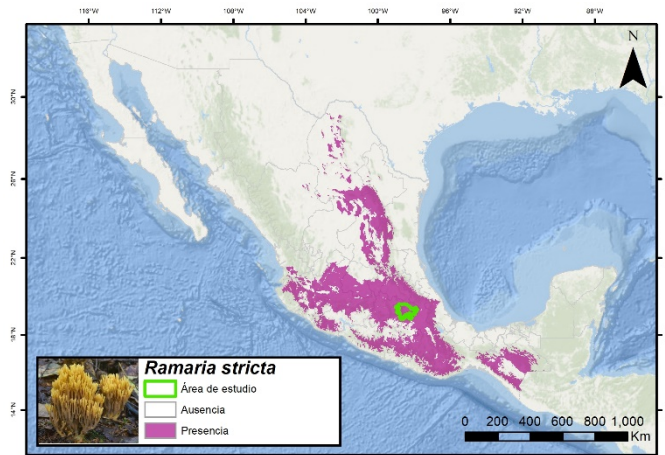 116°W 112°W 108°W 104°W 100°W 96°W 92°W 88°W
N
30°N
26°N
22°N
18°N
14°N
Ramaria stricta
Área de estudio
Ausencia
Presencia
0 200 400 600 800 1,000
Km